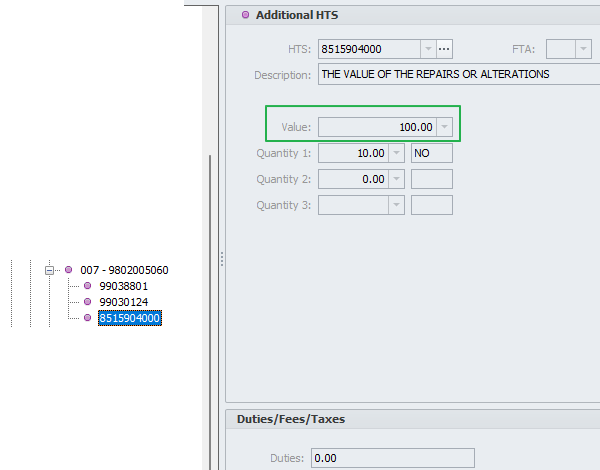 Additional HTS
HTS: 8515904000 ... FTA:
Description: THE VALUE OF THE REPAIRS OR ALTERATIONS
Value: 100.00
Quantity 1: 10.00 NO
Quantity 2: 0.00
Quantity 3:
007 - 9802005060
99038801
99030124
8515904000
Duties/Fees/Taxes
Duties: 0.00